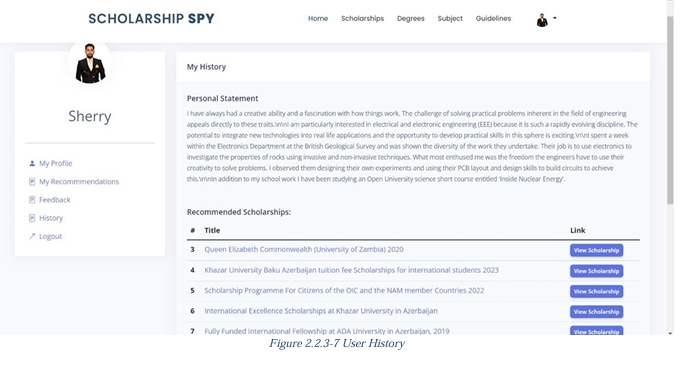 SCHOLARSHIP SPY
Home Scholarships Degrees Subject Guidelines
Sherry
My Profile
My Recommmendations
Feedback
History
Logout
My History
Personal Statement
I have always had a creative ability and a fascination with how things work. The challenge of solving practical problems inherent in the field of engineering
appeals directly to these traits.\n\nI am particularly interested in electrical and electronic engineering (EEE) because it is such a rapidly evolving discipline. The
potential to integrate new technologies into real life applications and the opportunity to develop practical skills in this sphere is exciting.\n\nI spent a week
within the Electronics Department at the British Geological Survey and was shown the diversity of the work they undertake. Their job is to use electronics to
investigate the properties of rocks using invasive and non-invasive techniques. What most enthused me was the freedom the engineers have to use their
creativity to solve problems. I observed them designing their own experiments and using their PCB layout and design skills to build circuits to achieve
this.\n\nIn addition to my school work I have been studying an Open University science short course entitled 'Inside Nuclear Energy'.
Recommended Scholarships:
# Title Link
3 Queen Elizabeth Commonwealth (University of Zambia) 2020 View Scholarship
4 Khazar University Baku Azerbaijan tuition fee Scholarships for international students 2023 View Scholarship
5 Scholarship Programme For Citizens of the OIC and the NAM member Countries 2022 View Scholarship
6 International Excellence Scholarships at Khazar University in Azerbaijan View Scholarship
7 Fully Funded International Fellowship at ADA University in Azerbaijan, 2019 View Scholarship
Figure 2.2.3-7 User History